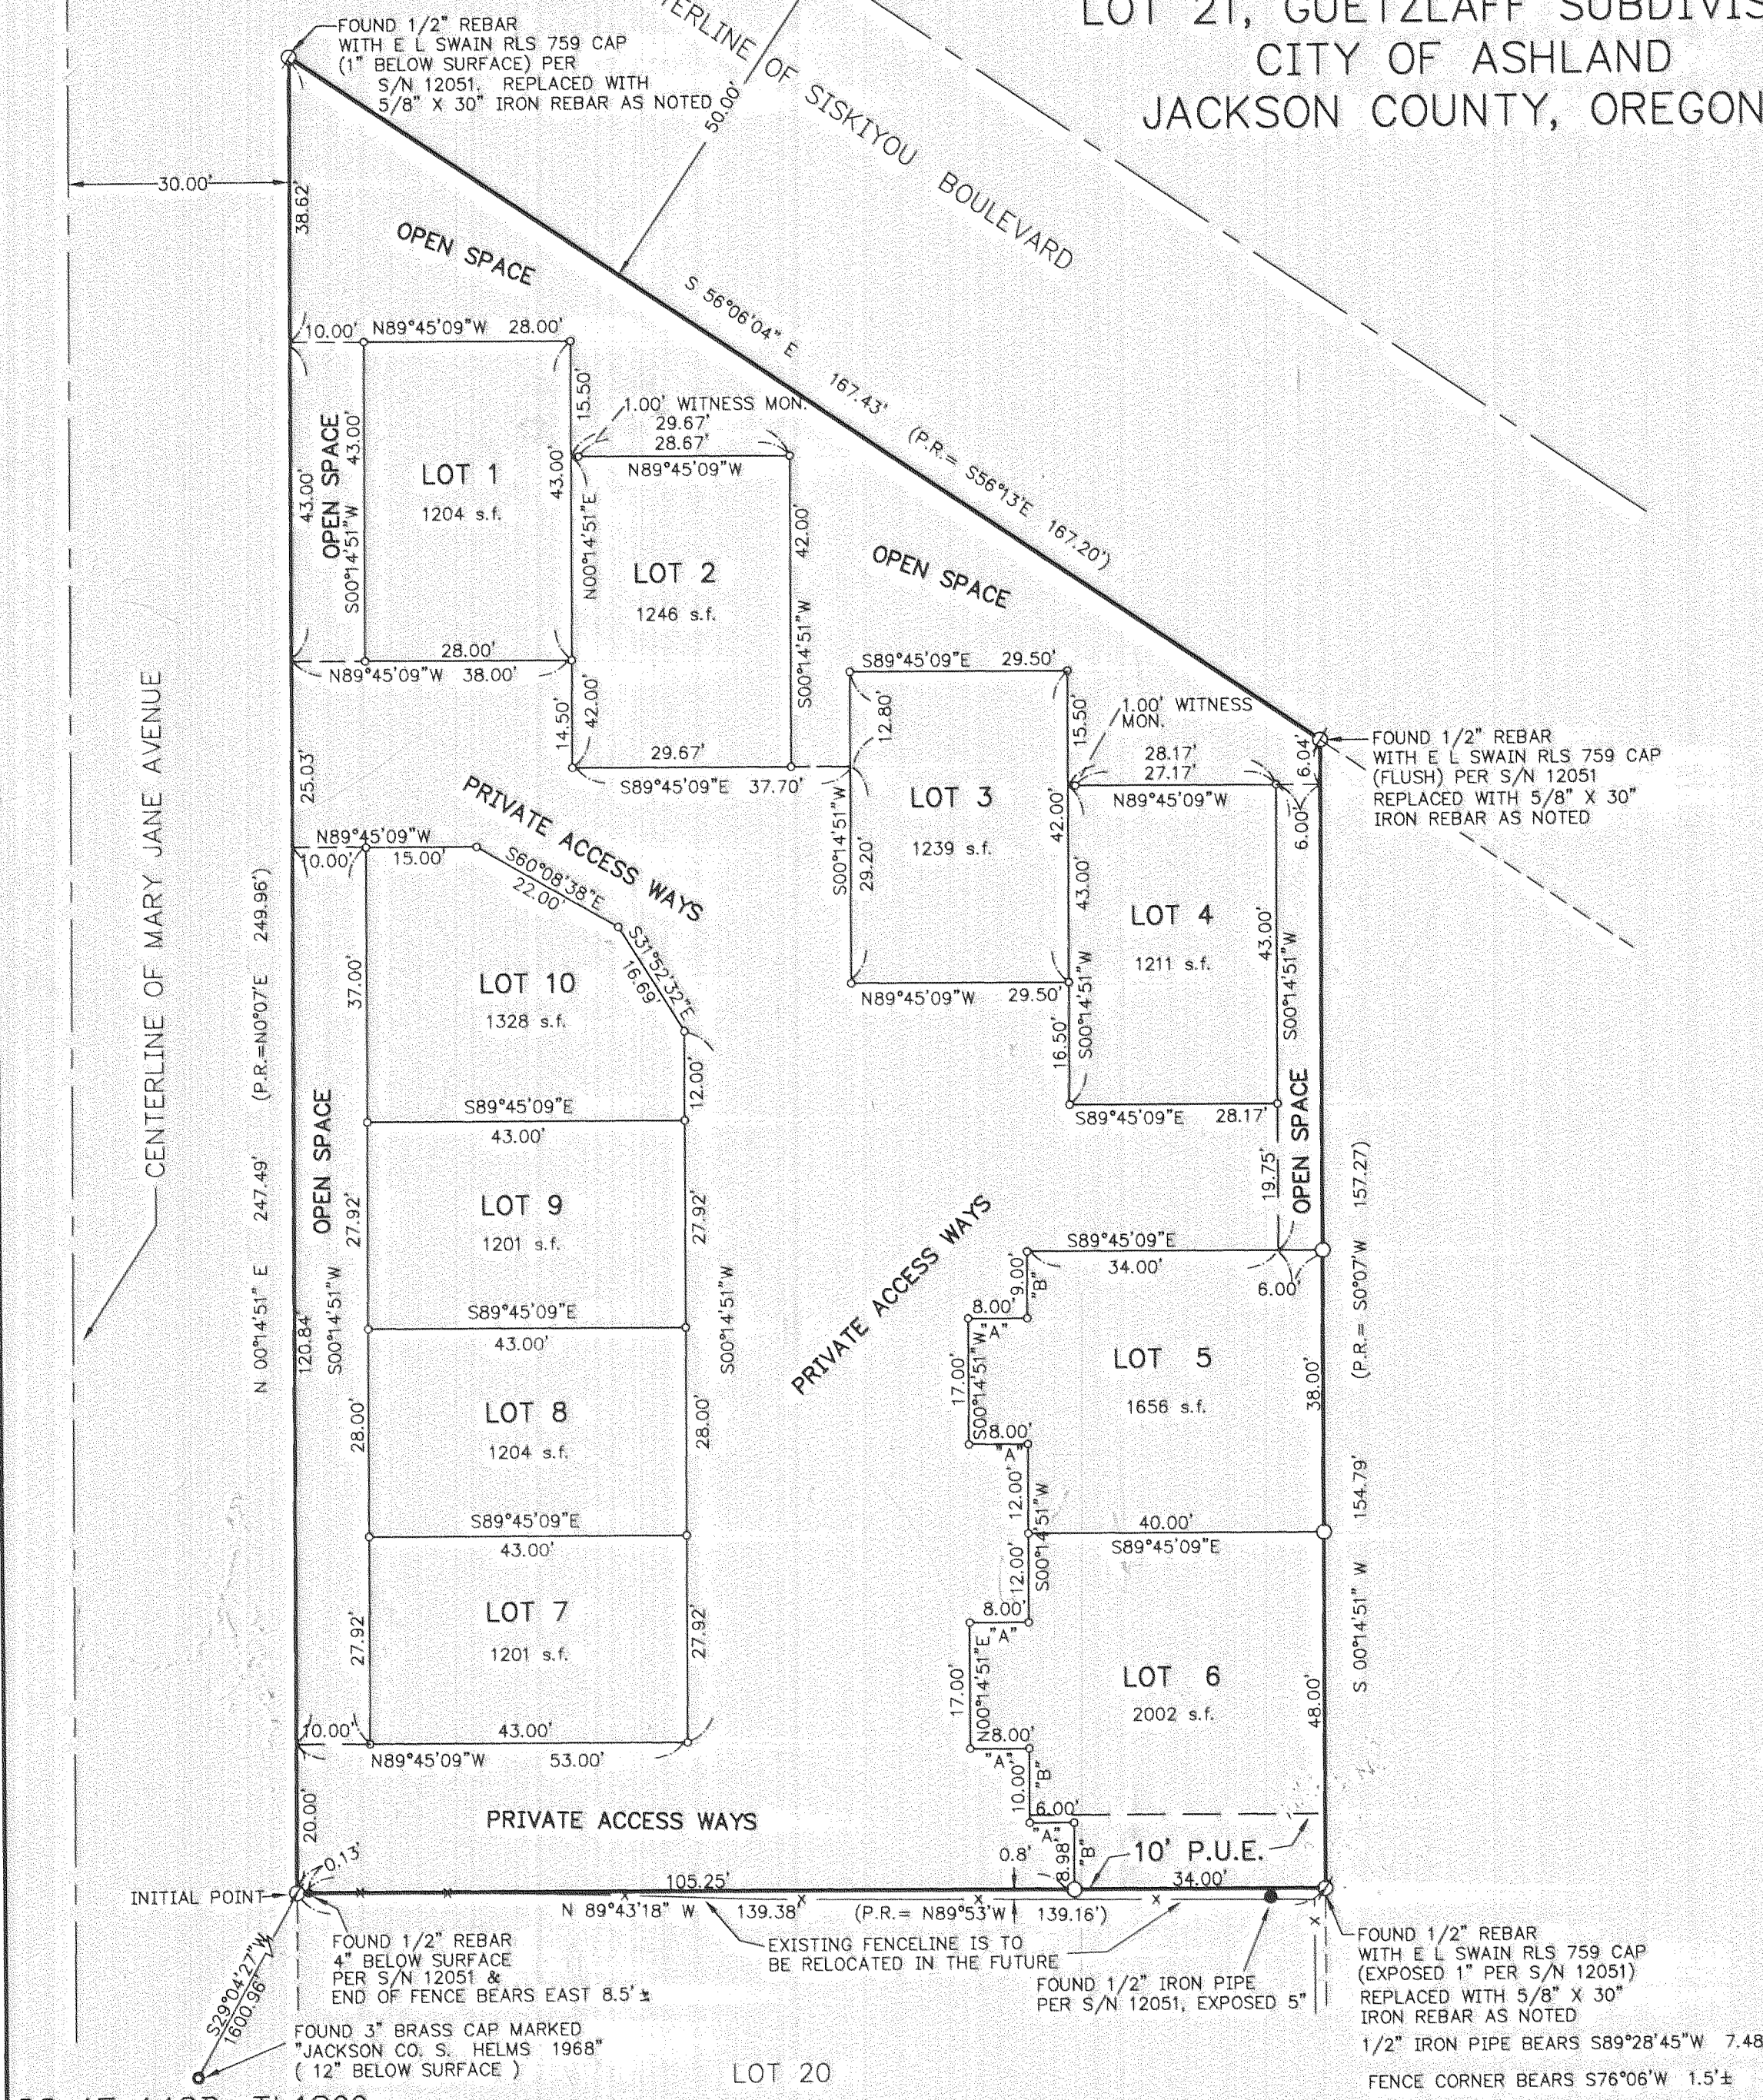 LOT 21, GUETZLAFF SUBDIVIS
CITY OF ASHLAND
JACKSON COUNTY, OREGON
FOUND 1/2" REBAR
WITH E L SWAIN RLS 759 CAP
(1" BELOW SURFACE) PER
S/N 12051. REPLACED WITH
5/8" X 30" IRON REBAR AS NOTED
TERLINE OF SISKIYOU BOULEVARD
50.00'
30.00'
38.62'
OPEN SPACE
S 56°06'04" E 167.43' (P.R.= S56°13'E 167.20')
10.00' N89°45'09"W 28.00'
15.50'
1.00' WITNESS MON.
29.67'
28.67'
N89°45'09"W
OPEN SPACE
43.00'
S00°14'51"W 43.00'
LOT 1
1204 s.f.
43.00'
N00°14'51"E
LOT 2
1246 s.f.
42.00'
S00°14'51"W
OPEN SPACE
28.00'
N89°45'09"W 38.00'
14.50'
42.00'
29.67'
S89°45'09"E 37.70'
S89°45'09"E 29.50'
12.80'
15.50'
1.00' WITNESS
MON.
28.17'
27.17'
N89°45'09"W
6.04'
6.00'
FOUND 1/2" REBAR
WITH E L SWAIN RLS 759 CAP
(FLUSH) PER S/N 12051
REPLACED WITH 5/8" X 30"
IRON REBAR AS NOTED
CENTERLINE OF MARY JANE AVENUE
25.03'
PRIVATE ACCESS WAYS
N89°45'09"W
10.00' 15.00'
S60°08'38"E
22.00'
S31°52'32"E
16.69'
LOT 3
1239 s.f.
S00°14'51"W
29.20'
42.00'
43.00'
LOT 4
1211 s.f.
43.00'
S00°14'51"W
N89°45'09"W 29.50'
S00°14'51"W
16.50'
S89°45'09"E 28.17'
37.00'
LOT 10
1328 s.f.
12.00'
S89°45'09"E
43.00'
OPEN SPACE
N 00°14'51" E 247.49' (P.R.=N0°07'E 249.96')
27.92'
LOT 9
1201 s.f.
27.92'
S00°14'51"W
120.84'
S00°14'51"W
S89°45'09"E
43.00'
28.00'
LOT 8
1204 s.f.
28.00'
S89°45'09"E
43.00'
27.92'
LOT 7
1201 s.f.
27.92'
10.00' 43.00'
N89°45'09"W 53.00'
PRIVATE ACCESS WAYS
OPEN SPACE
19.75'
S89°45'09"E
34.00'
6.00'
9.00'
"B"
8.00'
"A"
17.00'
S00°14'51"W
8.00'
"A"
12.00'
LOT 5
1656 s.f.
38.00'
S 00°14'51" W 154.79' (P.R.= S0°07'W 157.27)
40.00'
S89°45'09"E
S00°14'51"W
12.00'
8.00'
"A"
17.00'
N00°14'51"E
8.00'
"A"
LOT 6
2002 s.f.
48.00'
10.00'
"B"
6.00'
"A"
8.98'
"B"
10' P.U.E.
20.00'
PRIVATE ACCESS WAYS
0.13'
0.8'
INITIAL POINT
105.25'
34.00'
N 89°43'18" W 139.38' (P.R.= N89°53'W 139.16')
FOUND 1/2" REBAR
4" BELOW SURFACE
PER S/N 12051 &
END OF FENCE BEARS EAST 8.5'±
EXISTING FENCELINE IS TO
BE RELOCATED IN THE FUTURE
FOUND 1/2" IRON PIPE
PER S/N 12051, EXPOSED 5"
FOUND 1/2" REBAR
WITH E L SWAIN RLS 759 CAP
(EXPOSED 1" PER S/N 12051)
REPLACED WITH 5/8" X 30"
IRON REBAR AS NOTED
1/2" IRON PIPE BEARS S89°28'45"W 7.48
FENCE CORNER BEARS S76°06'W 1.5'±
S29°04'27"W
1600.96'
FOUND 3" BRASS CAP MARKED
"JACKSON CO. S. HELMS 1968"
( 12" BELOW SURFACE )
LOT 20